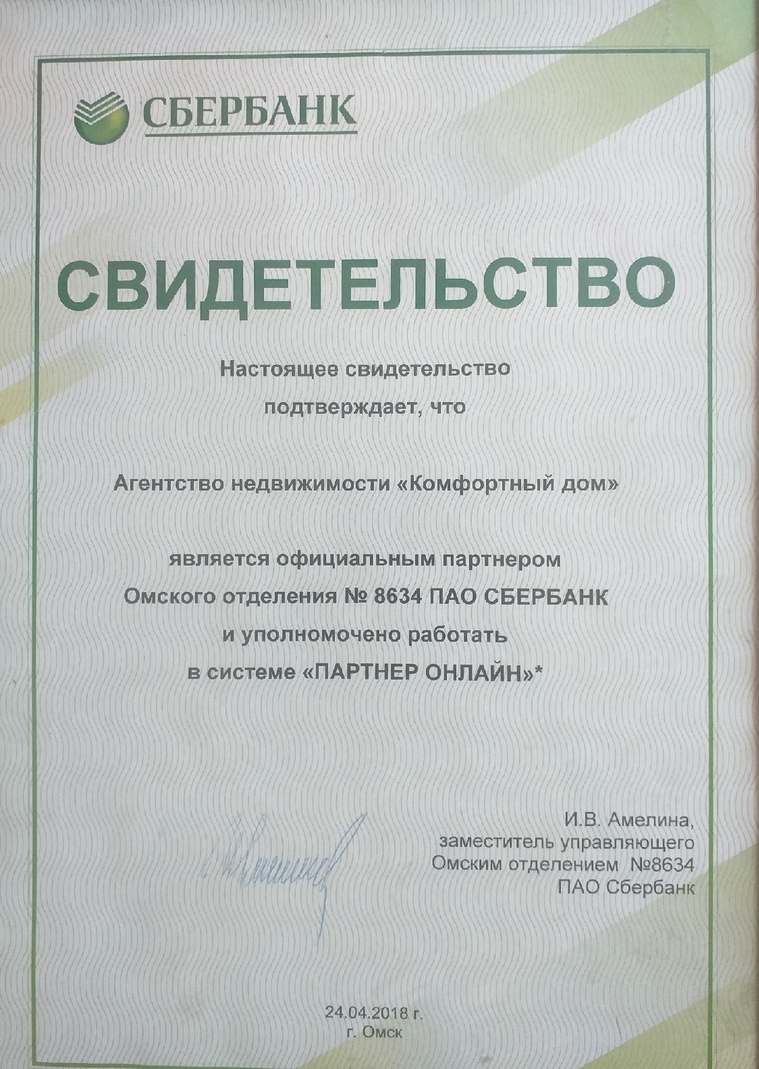 СБЕРБАНК
СВИДЕТЕЛЬСТВО
Настоящее свидетельство
подтверждает, что
Агентство недвижимости «Комфортный дом»
является официальным партнером
Омского отделения № 8634 ПАО СБЕРБАНК
и уполномочено работать
в системе «ПАРТНЕР ОНЛАЙН»*
И.В. Амелина,
заместитель управляющего
Омским отделением №8634
ПАО Сбербанк
24.04.2018 г.
г. Омск